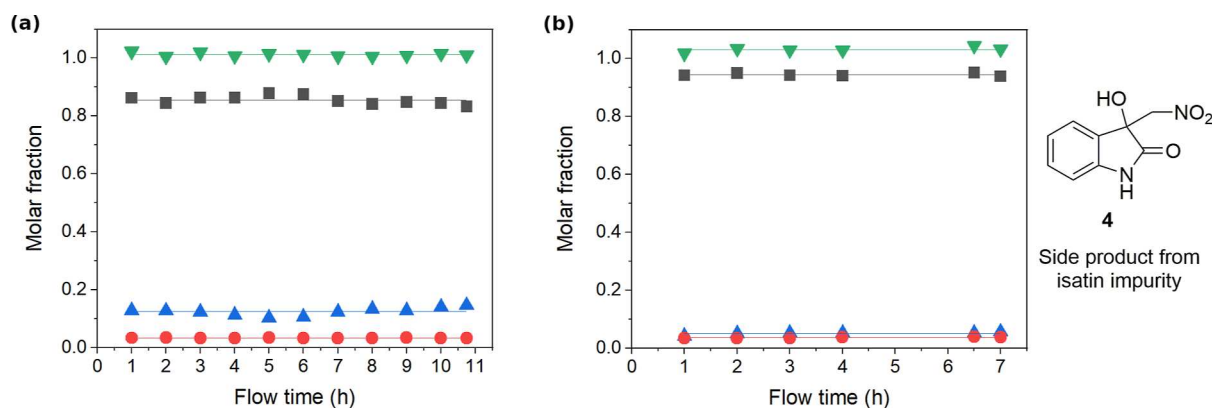 (a)
Molar fraction
1.0
0.8
0.6
0.4
0.2
0.0
0 1 2 3 4 5 6 7 8 9 10 11
Flow time (h)
(b)
Molar fraction
1.0
0.8
0.6
0.4
0.2
0.0
0 1 2 3 4 5 6 7
Flow time (h)
HO
NO2
O
N
H
4
Side product from
isatin impurity